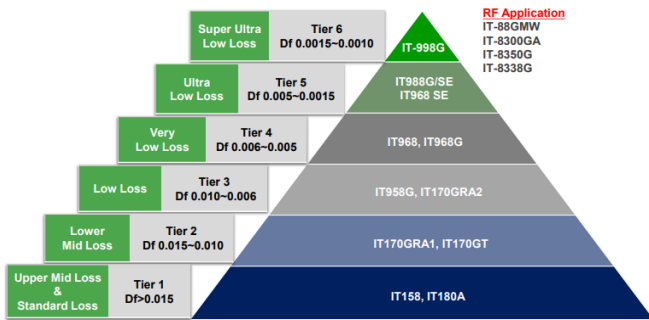 Super Ultra
Low Loss
Tier 6
Df 0.0015~0.0010
IT-998G
RF Application
IT-88GMW
IT-8300GA
IT-8350G
IT-8338G
Ultra
Low Loss
Tier 5
Df 0.005~0.0015
IT988G/SE
IT968 SE
Very
Low Loss
Tier 4
Df 0.006~0.005
IT968, IT968G
Low Loss
Tier 3
Df 0.010~0.006
IT958G, IT170GRA2
Lower
Mid Loss
Tier 2
Df 0.015~0.010
IT170GRA1, IT170GT
Upper Mid Loss
&
Standard Loss
Tier 1
Df>0.015
IT158, IT180A